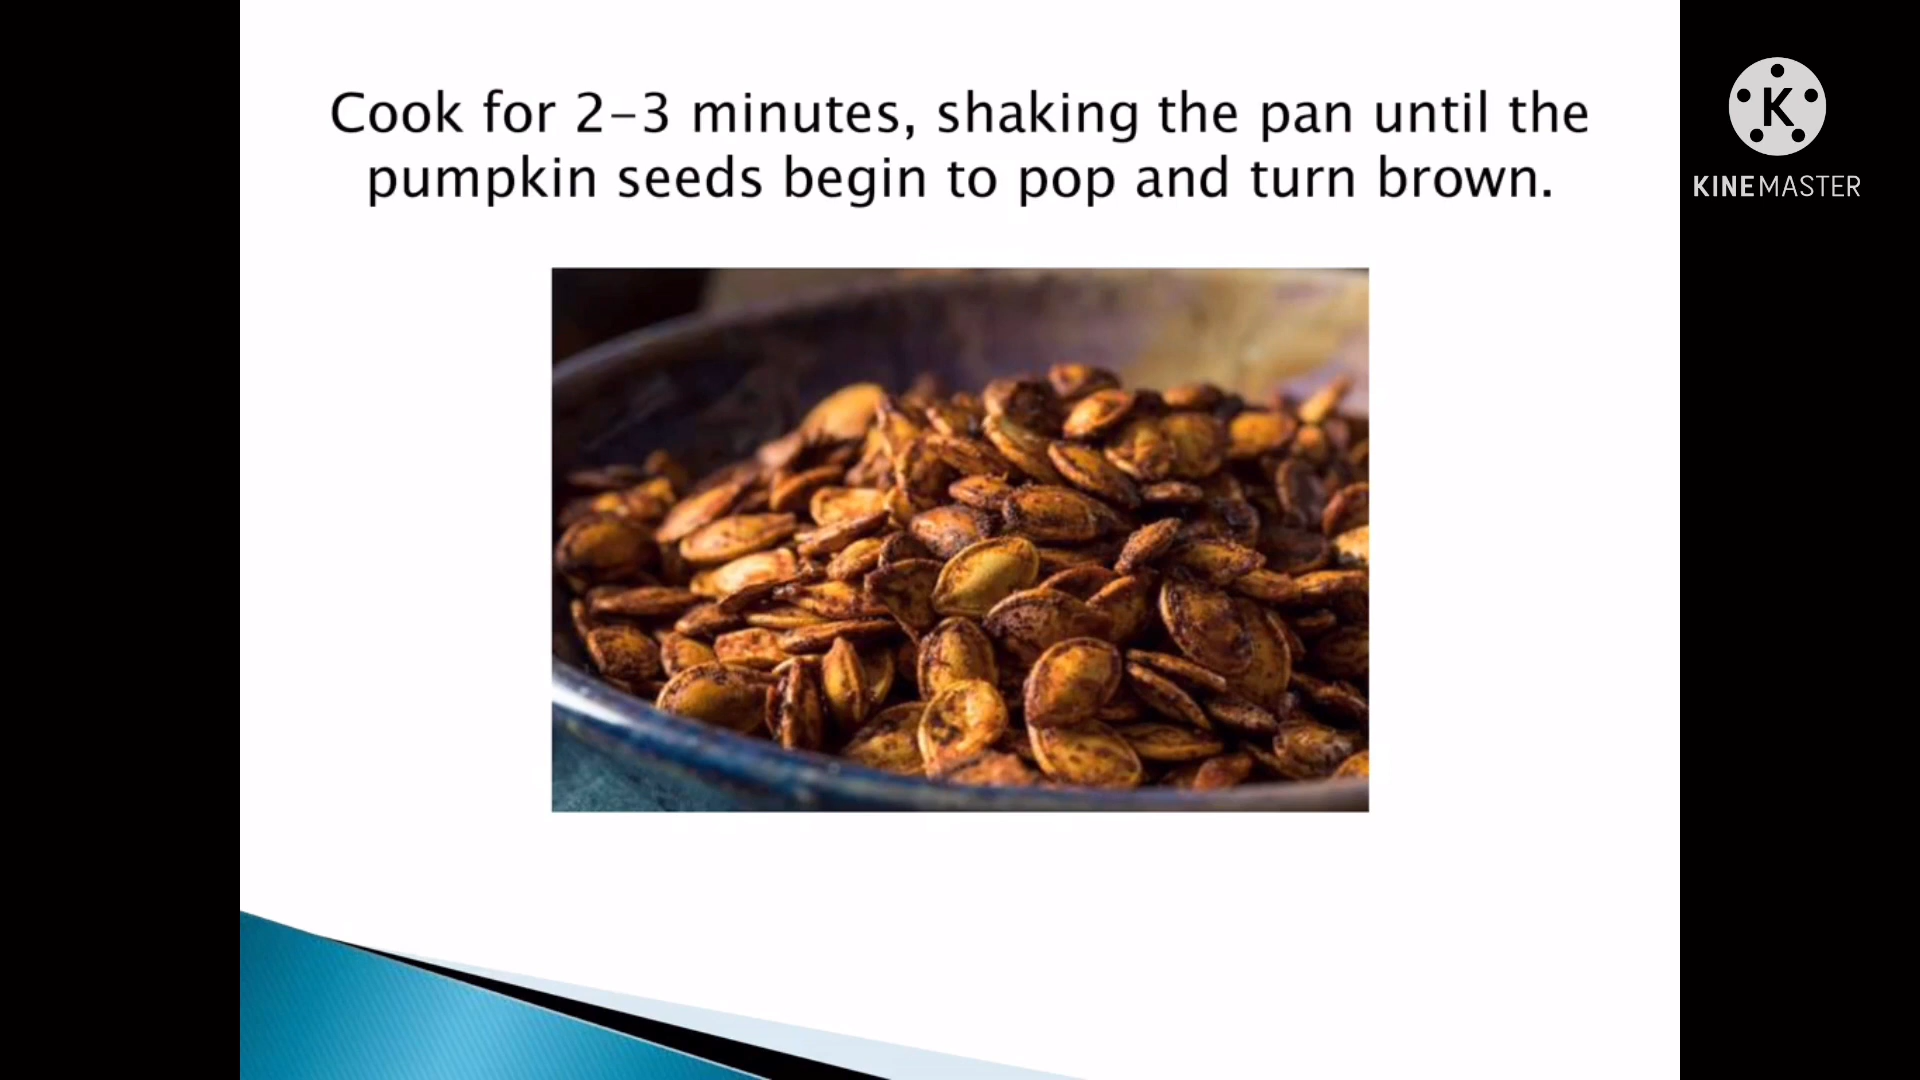 Cook for 2-3 minutes, shaking the pan until the
pumpkin seeds begin to pop and turn brown.
K
KINEMASTER